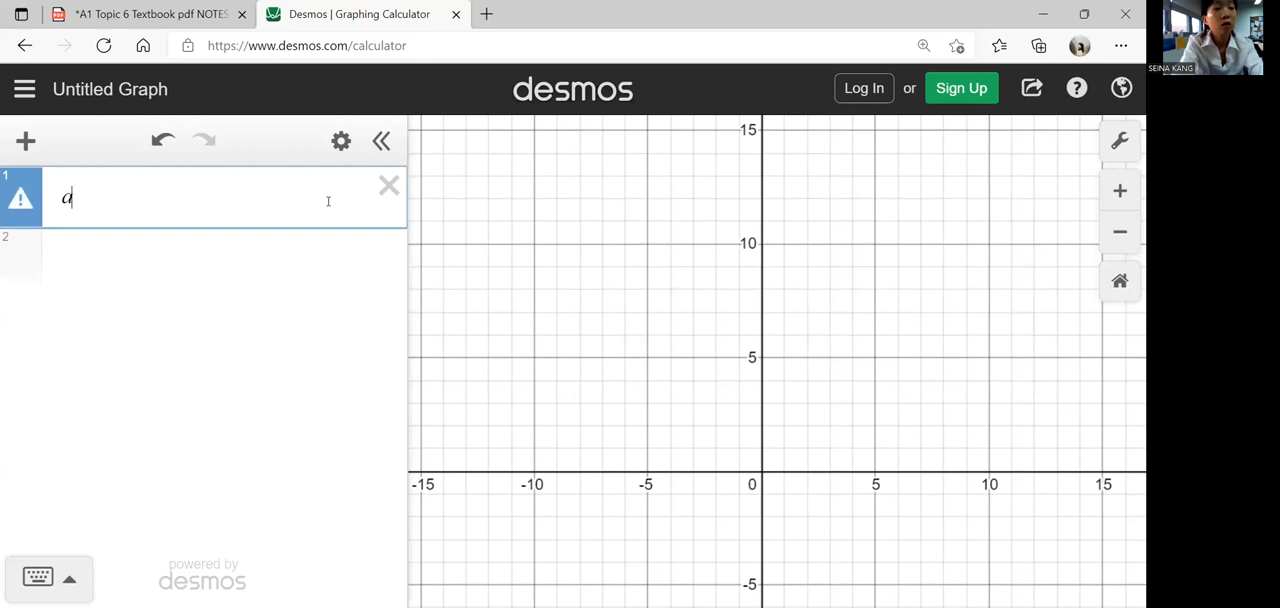 *A1 Topic 6 Textbook pdf NOTES
Desmos | Graphing Calculator
https://www.desmos.com/calculator
SEINA KANG
Untitled Graph
desmos
Log In
or
Sign Up
1
a
2
15
10
5
-15
-10
-5
0
5
10
15
-5
powered by
desmos